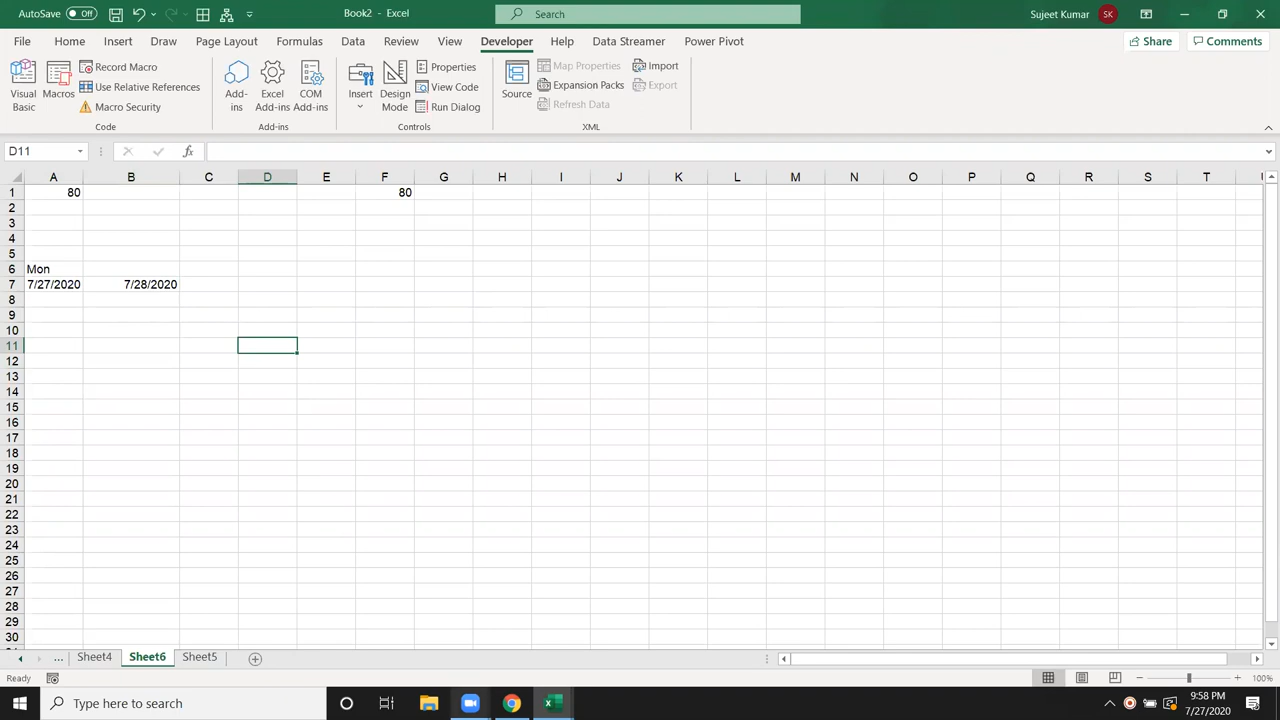 AutoSave Off Book2 - Excel Search Sujeet Kumar SK
File Home Insert Draw Page Layout Formulas Data Review View Developer Help Data Streamer Power Pivot Share Comments
Visual Basic
Macros
Record Macro
Use Relative References
Macro Security
Code
Add-ins
Excel Add-ins
COM Add-ins
Add-ins
Insert
Design Mode
Properties
View Code
Run Dialog
Controls
Source
Map Properties
Expansion Packs
Refresh Data
Import
Export
XML
D11
fx
A B C D E F G H I J K L M N O P Q R S T U
1 80 80
2
3
4
5
6 Mon
7 7/27/2020 7/28/2020
8
9
10
11
12
13
14
15
16
17
18
19
20
21
22
23
24
25
26
27
28
29
30
... Sheet4 Sheet6 Sheet5
Ready 100%
Type here to search
9:58 PM
7/27/2020